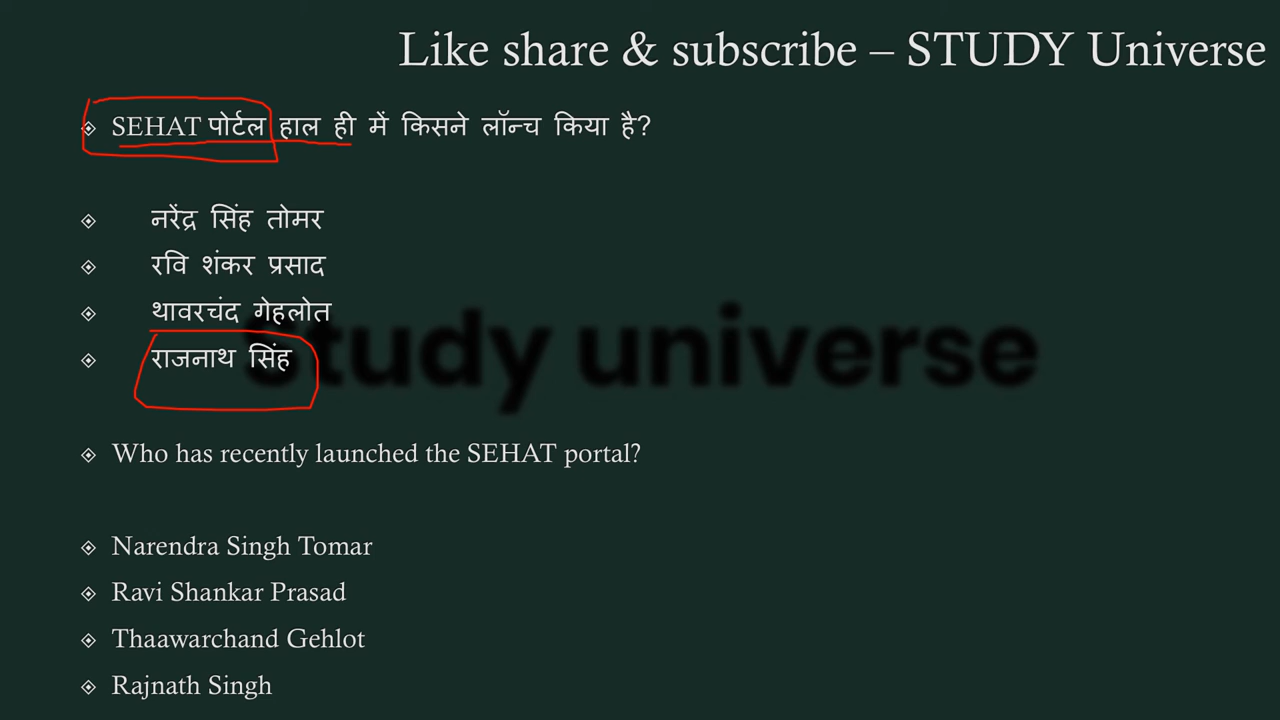 Like share & subscribe – STUDY Universe
SEHAT पोर्टल हाल ही में किसने लॉन्च किया है?
नरेंद्र सिंह तोमर
रवि शंकर प्रसाद
थावरचंद गेहलोत
राजनाथ सिंह
Study universe
Who has recently launched the SEHAT portal?
Narendra Singh Tomar
Ravi Shankar Prasad
Thaawarchand Gehlot
Rajnath Singh